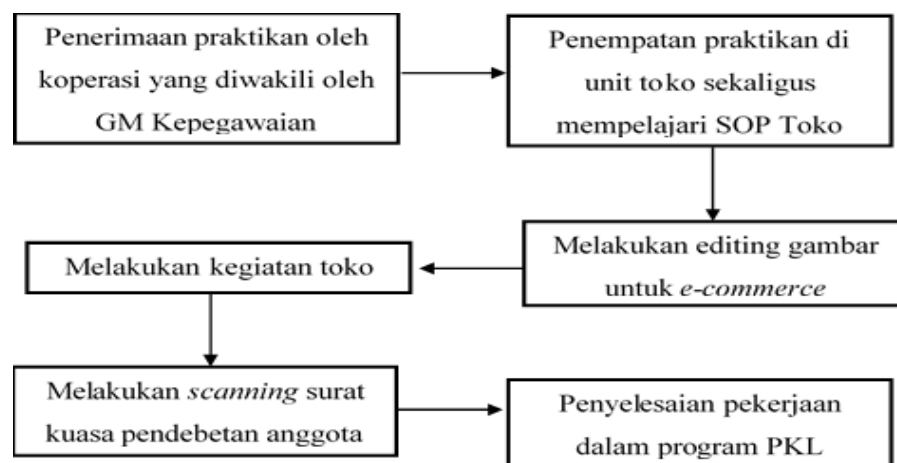 Penerimaan praktikan oleh
koperasi yang diwakili oleh
GM Kepegawaian
Penempatan praktikan di
unit toko sekaligus
mempelajari SOP Toko
Melakukan editing gambar
untuk e-commerce
Melakukan kegiatan toko
Melakukan scanning surat
kuasa pendebetan anggota
Penyelesaian pekerjaan
dalam program PKL